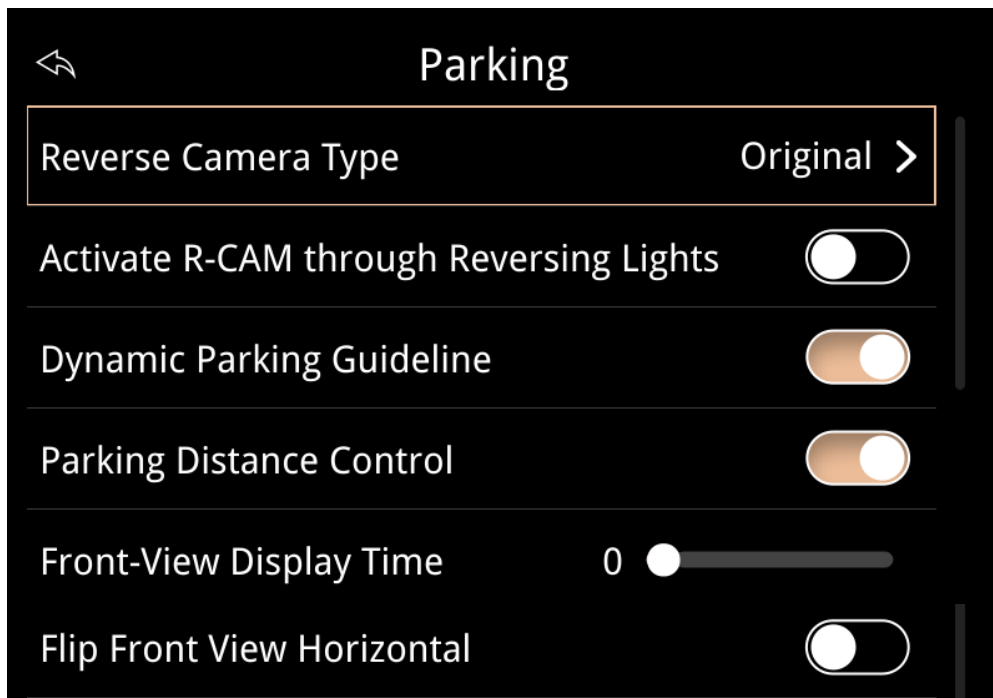 Parking
Reverse Camera Type Original
Activate R-CAM through Reversing Lights
Dynamic Parking Guideline
Parking Distance Control
Front-View Display Time 0
Flip Front View Horizontal